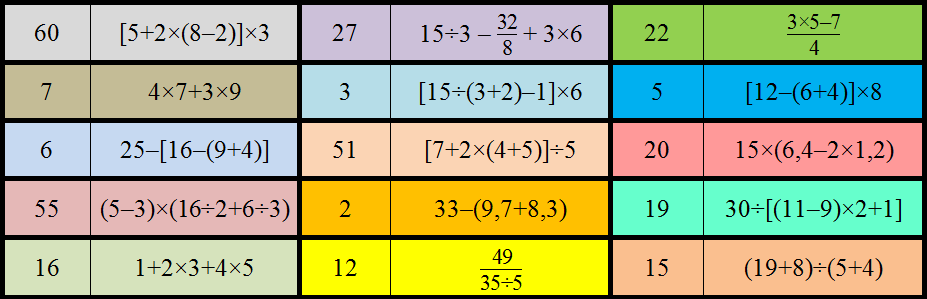 60 [5+2×(8–2)]×3 27 15÷3 – 32/8 + 3×6 22 (3×5–7)/4
7 4×7+3×9 3 [15÷(3+2)–1]×6 5 [12–(6+4)]×8
6 25–[16–(9+4)] 51 [7+2×(4+5)]÷5 20 15×(6,4–2×1,2)
55 (5–3)×(16÷2+6÷3) 2 33–(9,7+8,3) 19 30÷[(11–9)×2+1]
16 1+2×3+4×5 12 49/(35÷5) 15 (19+8)÷(5+4)